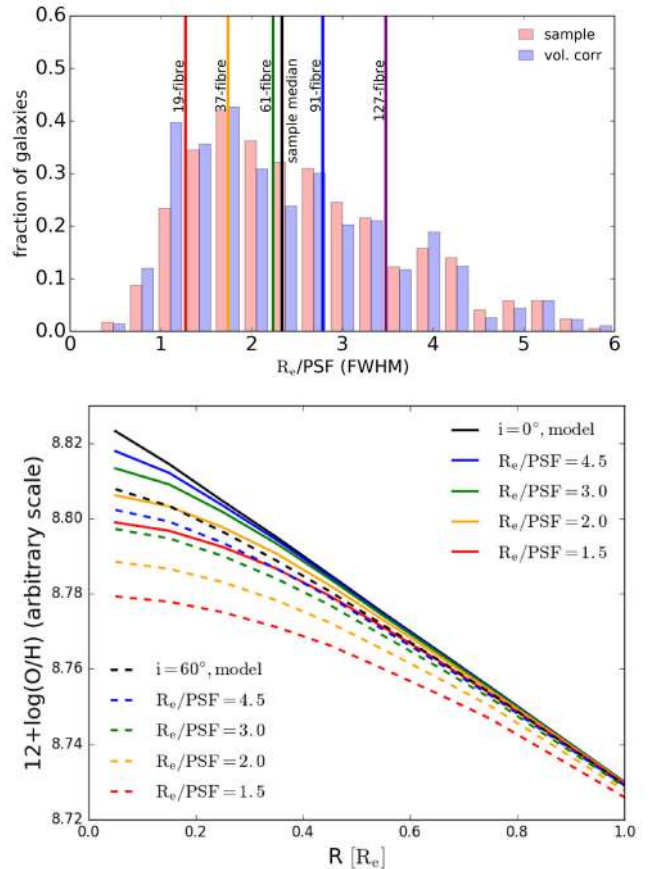 0.6
0.5
0.4
0.3
0.2
0.1
0.0
fraction of galaxies
19-fibre
37-fibre
61-fibre
sample median
91-fibre
127-fibre
sample
vol. corr
0 1 2 3 4 5 6
Re/PSF (FWHM)
8.82
8.80
8.78
8.76
8.74
8.72
12+log(O/H) (arbitrary scale)
i=0°, model
Re/PSF=4.5
Re/PSF=3.0
Re/PSF=2.0
Re/PSF=1.5
i=60°, model
Re/PSF=4.5
Re/PSF=3.0
Re/PSF=2.0
Re/PSF=1.5
0.0 0.2 0.4 0.6 0.8 1.0
R [Re]